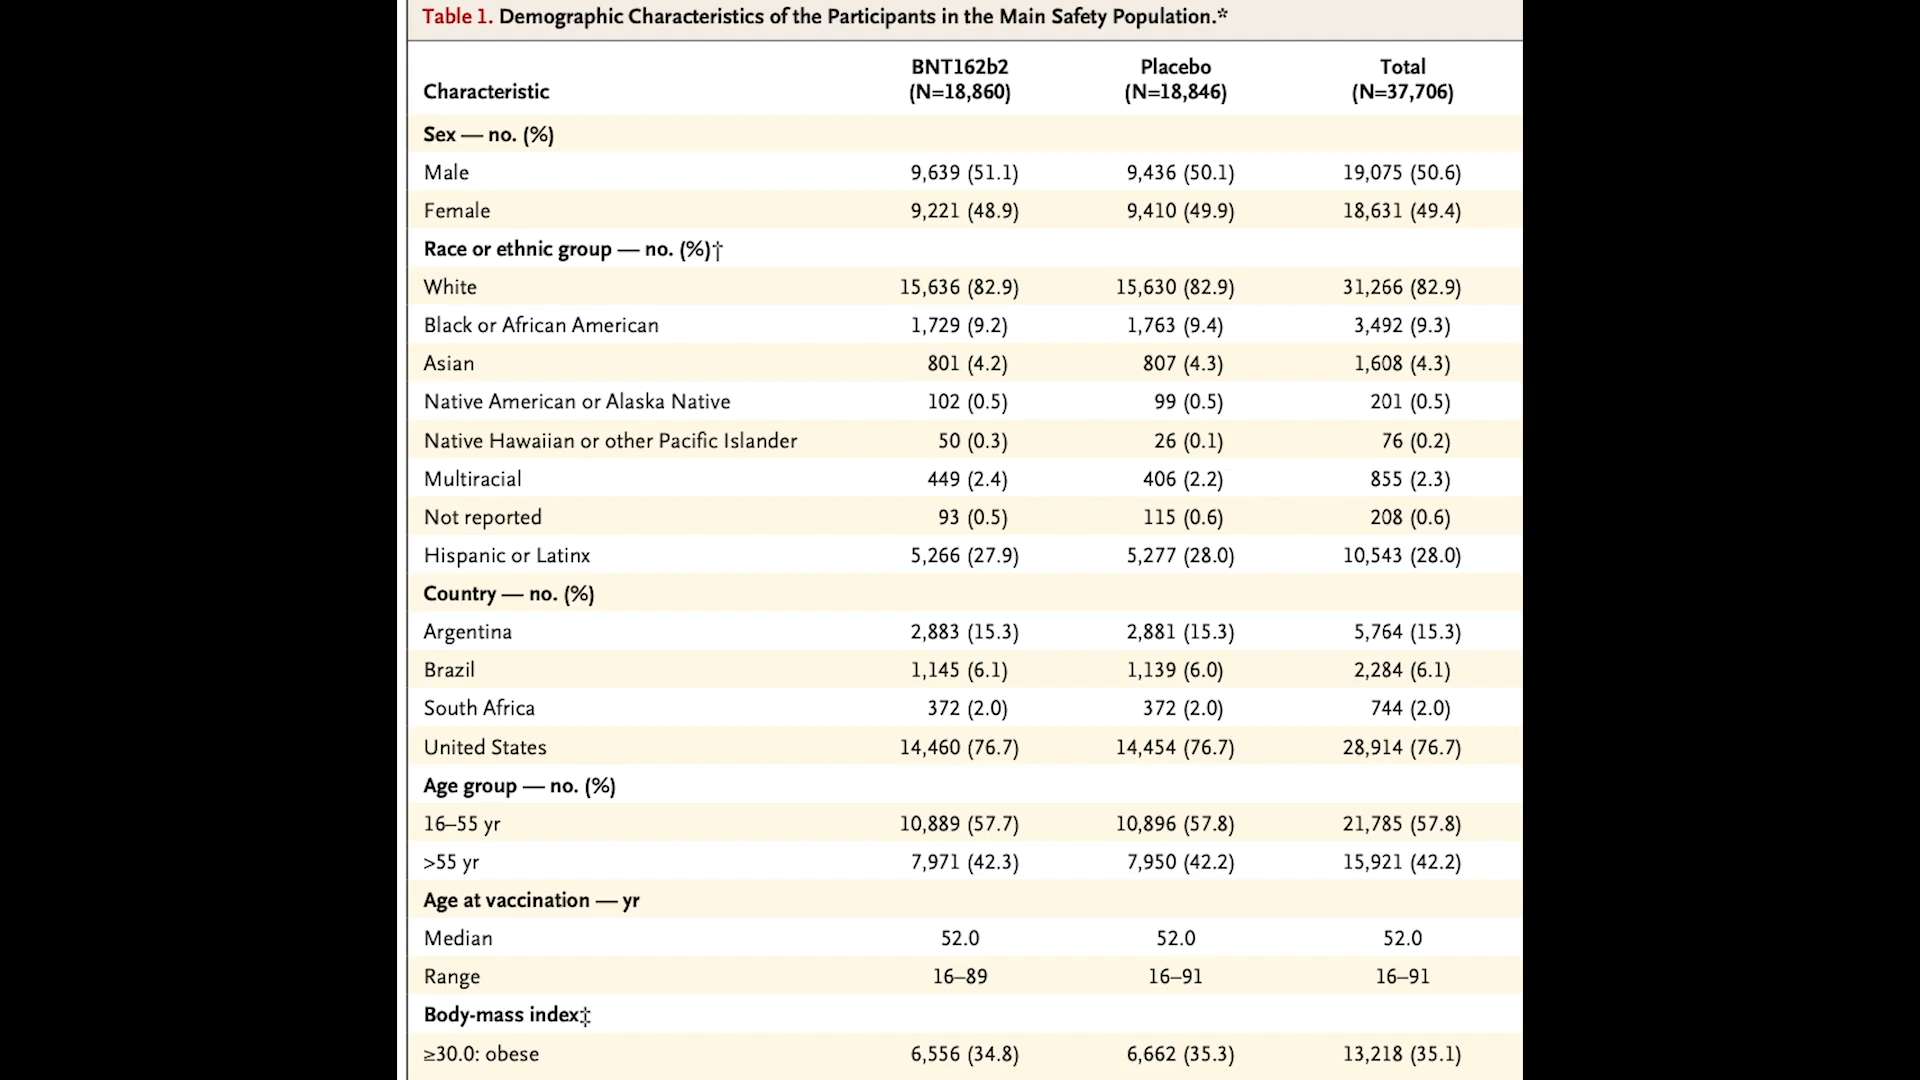 Table 1. Demographic Characteristics of the Participants in the Main Safety Population.*
Characteristic BNT162b2 (N=18,860) Placebo (N=18,846) Total (N=37,706)
Sex — no. (%)
Male 9,639 (51.1) 9,436 (50.1) 19,075 (50.6)
Female 9,221 (48.9) 9,410 (49.9) 18,631 (49.4)
Race or ethnic group — no. (%)†
White 15,636 (82.9) 15,630 (82.9) 31,266 (82.9)
Black or African American 1,729 (9.2) 1,763 (9.4) 3,492 (9.3)
Asian 801 (4.2) 807 (4.3) 1,608 (4.3)
Native American or Alaska Native 102 (0.5) 99 (0.5) 201 (0.5)
Native Hawaiian or other Pacific Islander 50 (0.3) 26 (0.1) 76 (0.2)
Multiracial 449 (2.4) 406 (2.2) 855 (2.3)
Not reported 93 (0.5) 115 (0.6) 208 (0.6)
Hispanic or Latinx 5,266 (27.9) 5,277 (28.0) 10,543 (28.0)
Country — no. (%)
Argentina 2,883 (15.3) 2,881 (15.3) 5,764 (15.3)
Brazil 1,145 (6.1) 1,139 (6.0) 2,284 (6.1)
South Africa 372 (2.0) 372 (2.0) 744 (2.0)
United States 14,460 (76.7) 14,454 (76.7) 28,914 (76.7)
Age group — no. (%)
16–55 yr 10,889 (57.7) 10,896 (57.8) 21,785 (57.8)
>55 yr 7,971 (42.3) 7,950 (42.2) 15,921 (42.2)
Age at vaccination — yr
Median 52.0 52.0 52.0
Range 16–89 16–91 16–91
Body-mass index‡
≥30.0: obese 6,556 (34.8) 6,662 (35.3) 13,218 (35.1)